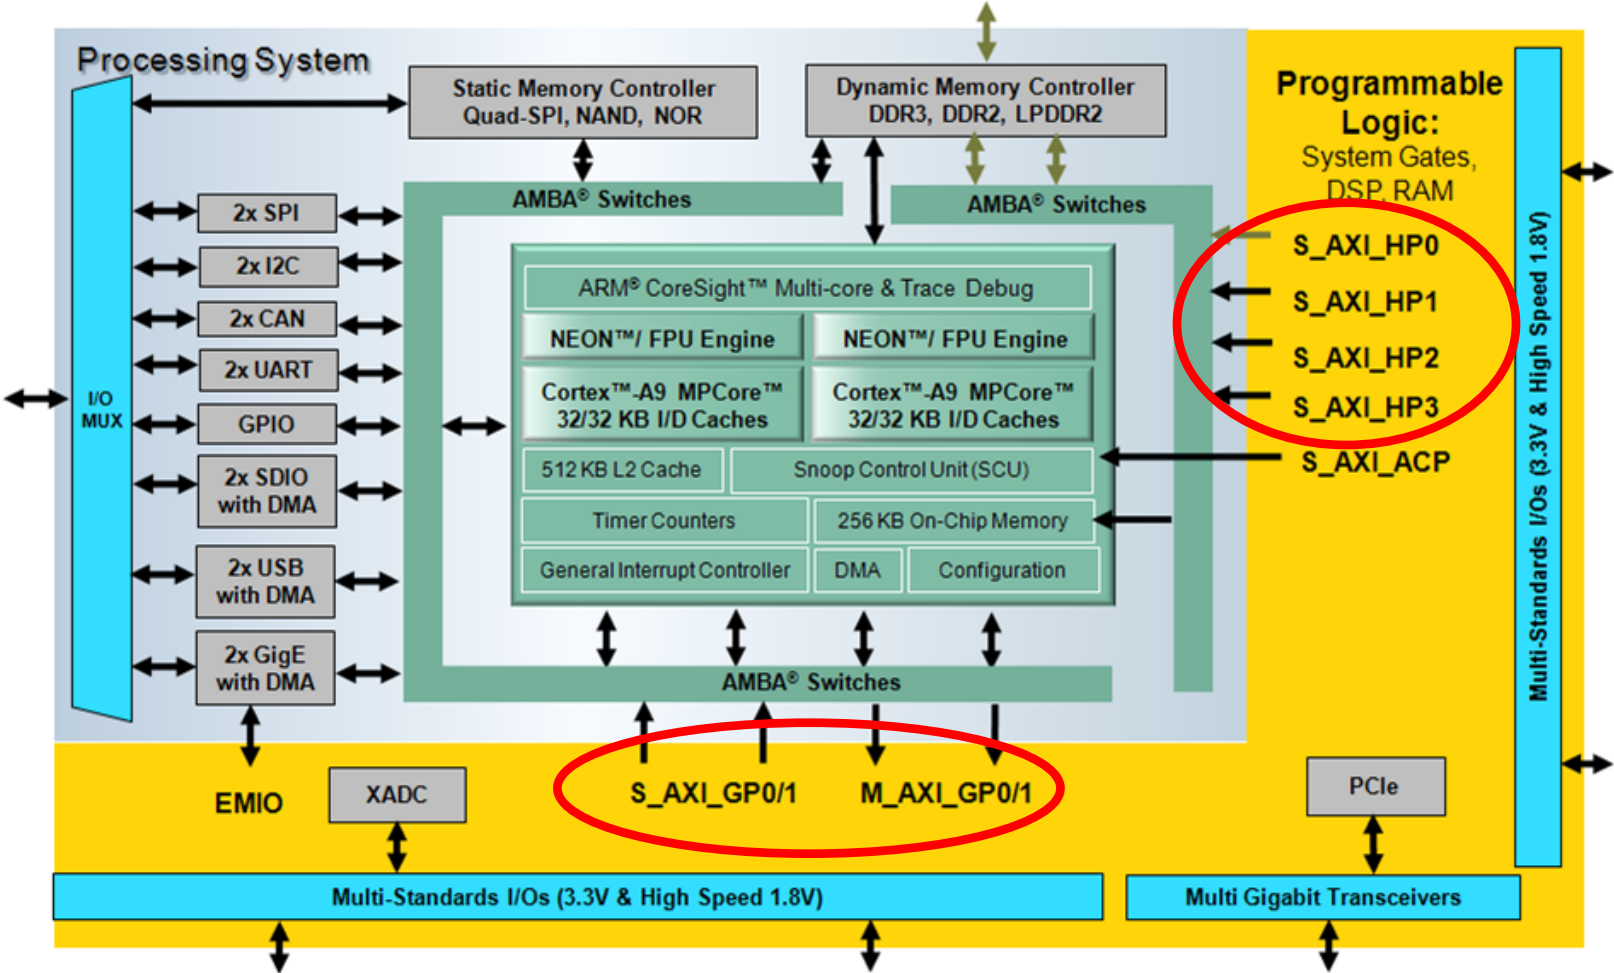 Processing System
Static Memory Controller
Quad-SPI, NAND, NOR
Dynamic Memory Controller
DDR3, DDR2, LPDDR2
Programmable
Logic:
System Gates,
DSP, RAM
AMBA® Switches
AMBA® Switches
2x SPI
2x I2C
2x CAN
2x UART
GPIO
2x SDIO
with DMA
2x USB
with DMA
2x GigE
with DMA
I/O
MUX
ARM® CoreSight™ Multi-core & Trace Debug
NEON™/ FPU Engine
NEON™/ FPU Engine
Cortex™-A9 MPCore™
32/32 KB I/D Caches
Cortex™-A9 MPCore™
32/32 KB I/D Caches
512 KB L2 Cache
Snoop Control Unit (SCU)
Timer Counters
256 KB On-Chip Memory
General Interrupt Controller
DMA
Configuration
AMBA® Switches
S_AXI_HP0
S_AXI_HP1
S_AXI_HP2
S_AXI_HP3
S_AXI_ACP
Multi-Standards I/Os (3.3V & High Speed 1.8V)
EMIO
XADC
S_AXI_GP0/1
M_AXI_GP0/1
PCIe
Multi-Standards I/Os (3.3V & High Speed 1.8V)
Multi Gigabit Transceivers